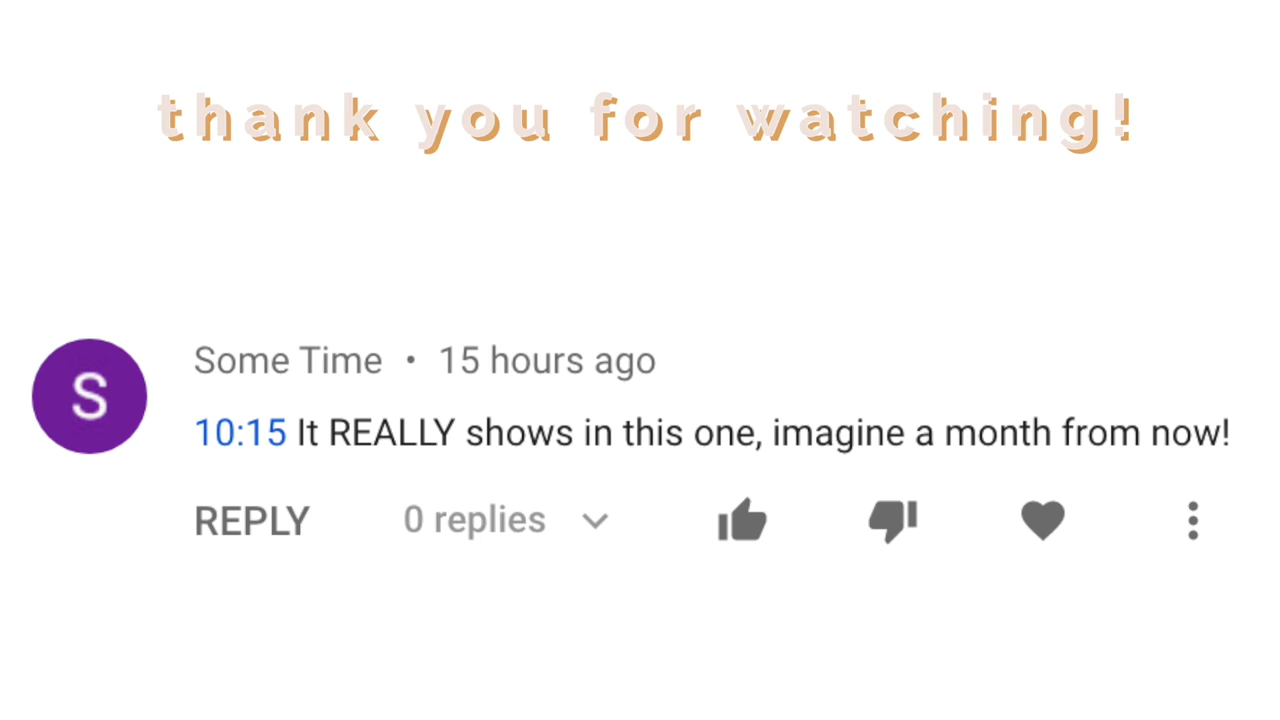 thank you for watching!
S
Some Time • 15 hours ago
10:15 It REALLY shows in this one, imagine a month from now!
REPLY 0 replies